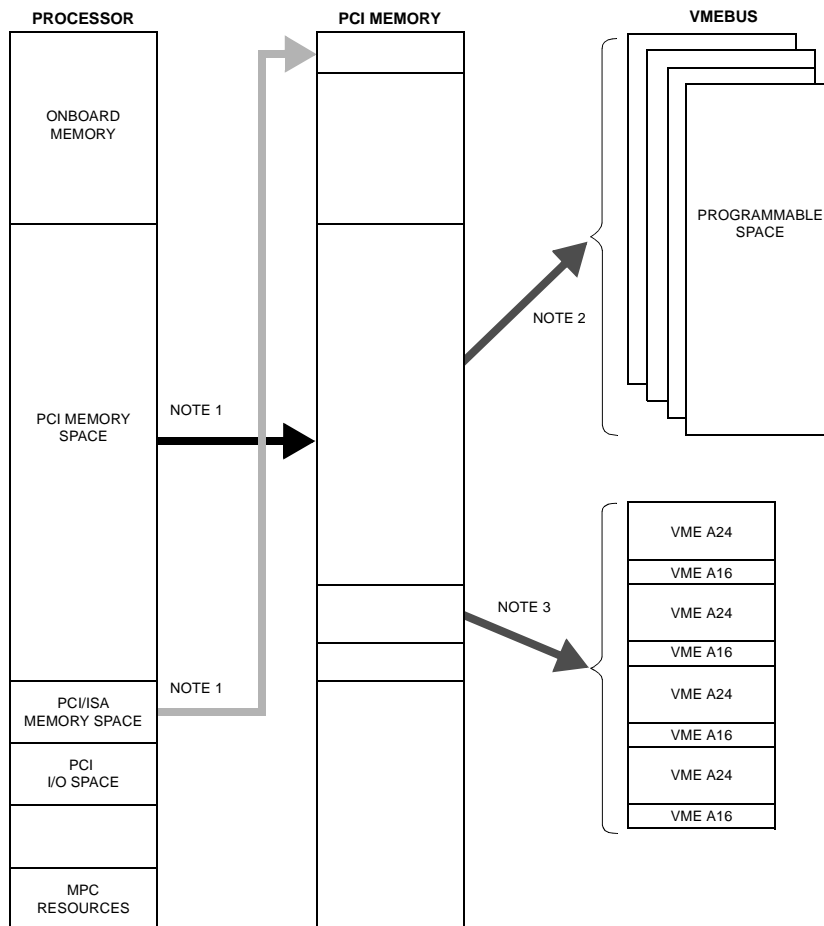 PROCESSOR
PCI MEMORY
VMEBUS
ONBOARD
MEMORY
PROGRAMMABLE
SPACE
NOTE 2
NOTE 1
PCI MEMORY
SPACE
VME A24
VME A16
NOTE 3
VME A24
VME A16
NOTE 1
VME A24
PCI/ISA
MEMORY SPACE
VME A16
PCI
I/O SPACE
VME A24
VME A16
MPC
RESOURCES